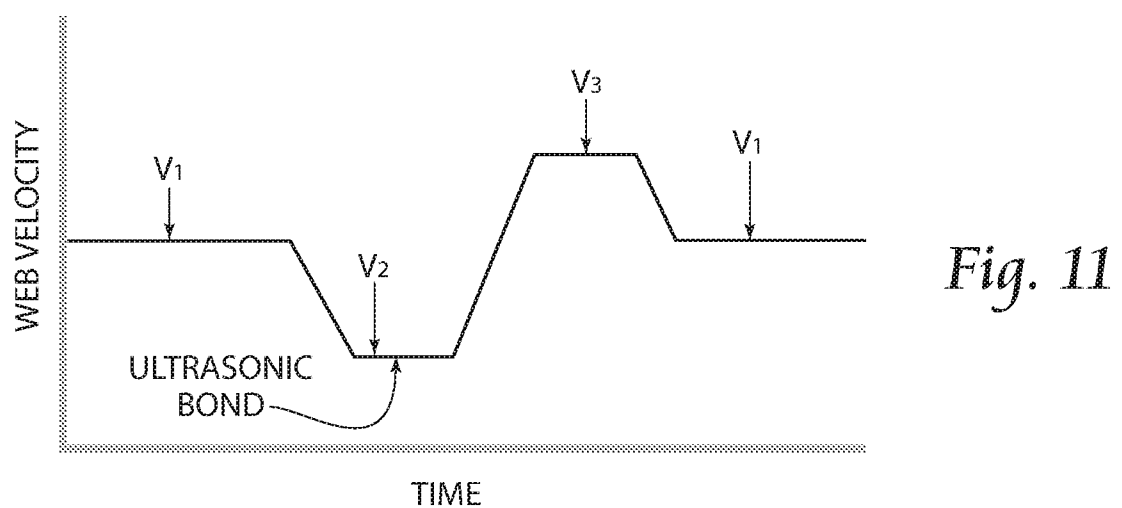 V3
V1
V1
WEB VELOCITY
V2
Fig. 11
ULTRASONIC
BOND
TIME